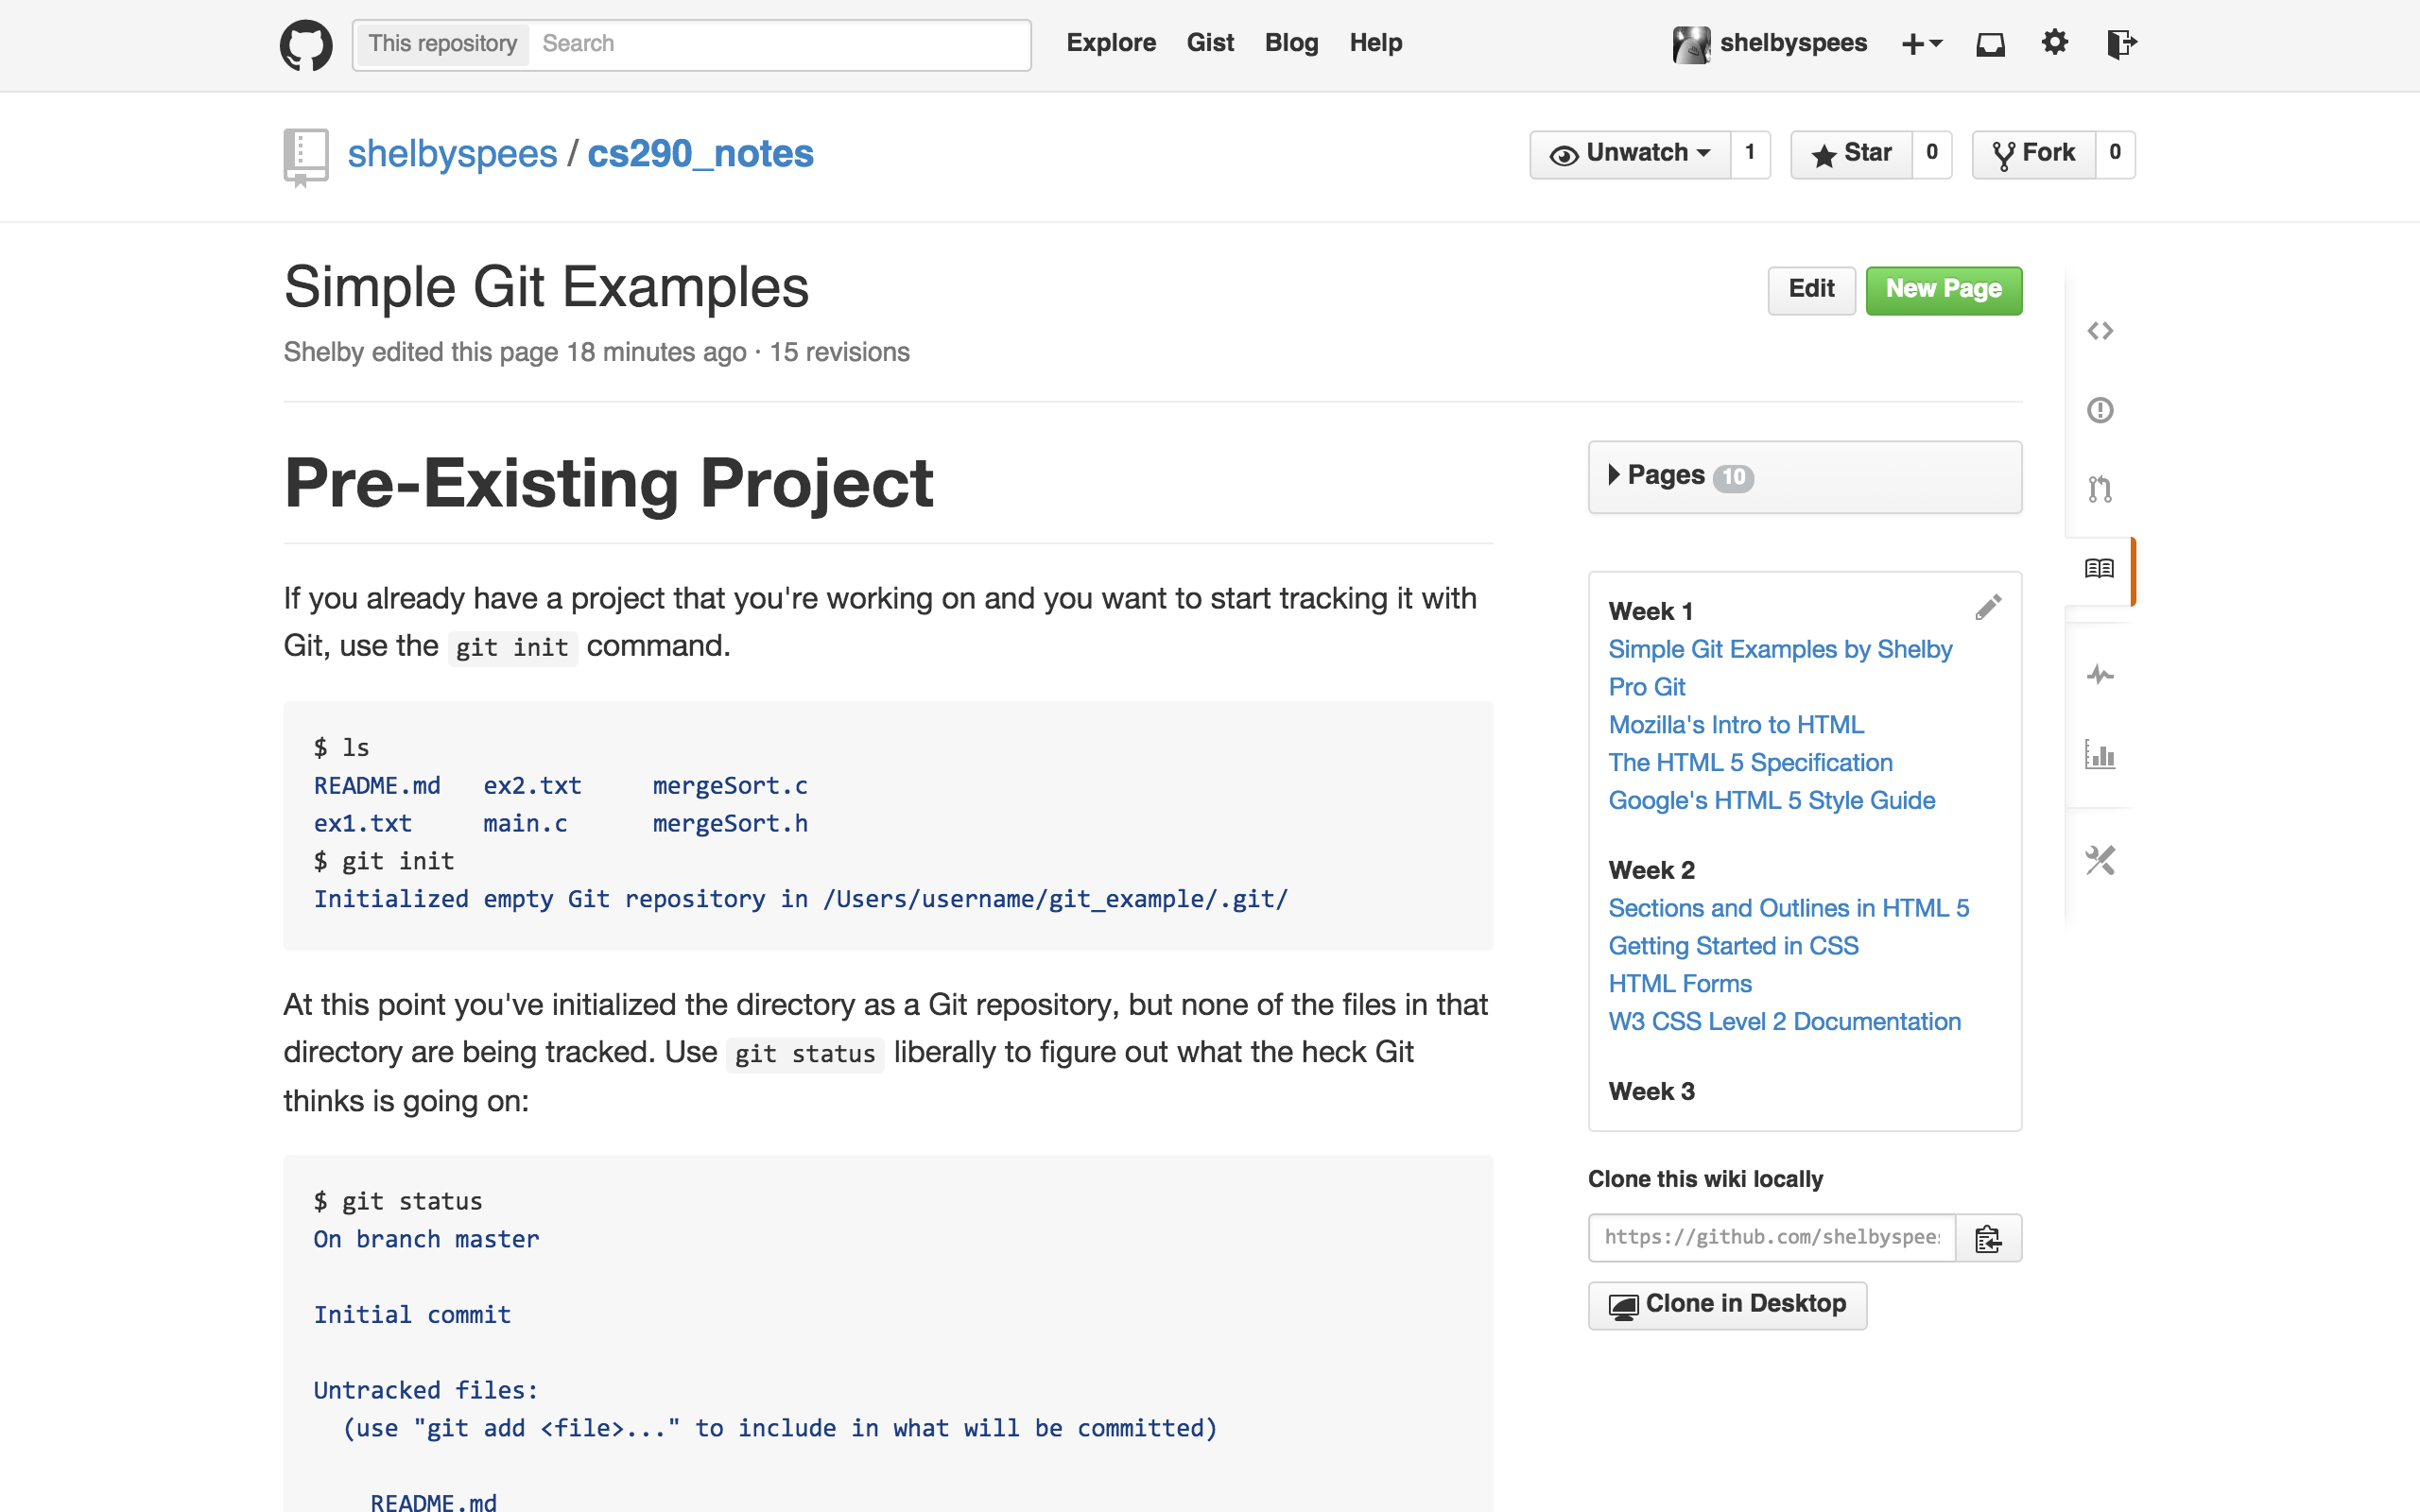 This repository Search Explore Gist Blog Help shelbyspees
shelbyspees / cs290_notes Unwatch 1 Star 0 Fork 0
Simple Git Examples Edit New Page
Shelby edited this page 18 minutes ago · 15 revisions
Pre-Existing Project
If you already have a project that you're working on and you want to start tracking it with
Git, use the git init command.
$ ls
README.md ex2.txt mergeSort.c
ex1.txt main.c mergeSort.h
$ git init
Initialized empty Git repository in /Users/username/git_example/.git/
At this point you've initialized the directory as a Git repository, but none of the files in that
directory are being tracked. Use git status liberally to figure out what the heck Git
thinks is going on:
$ git status
On branch master
Initial commit
Untracked files:
(use "git add <file>..." to include in what will be committed)
README.md
Pages 10
Week 1
Simple Git Examples by Shelby
Pro Git
Mozilla's Intro to HTML
The HTML 5 Specification
Google's HTML 5 Style Guide
Week 2
Sections and Outlines in HTML 5
Getting Started in CSS
HTML Forms
W3 CSS Level 2 Documentation
Week 3
Clone this wiki locally
https://github.com/shelbyspees
Clone in Desktop